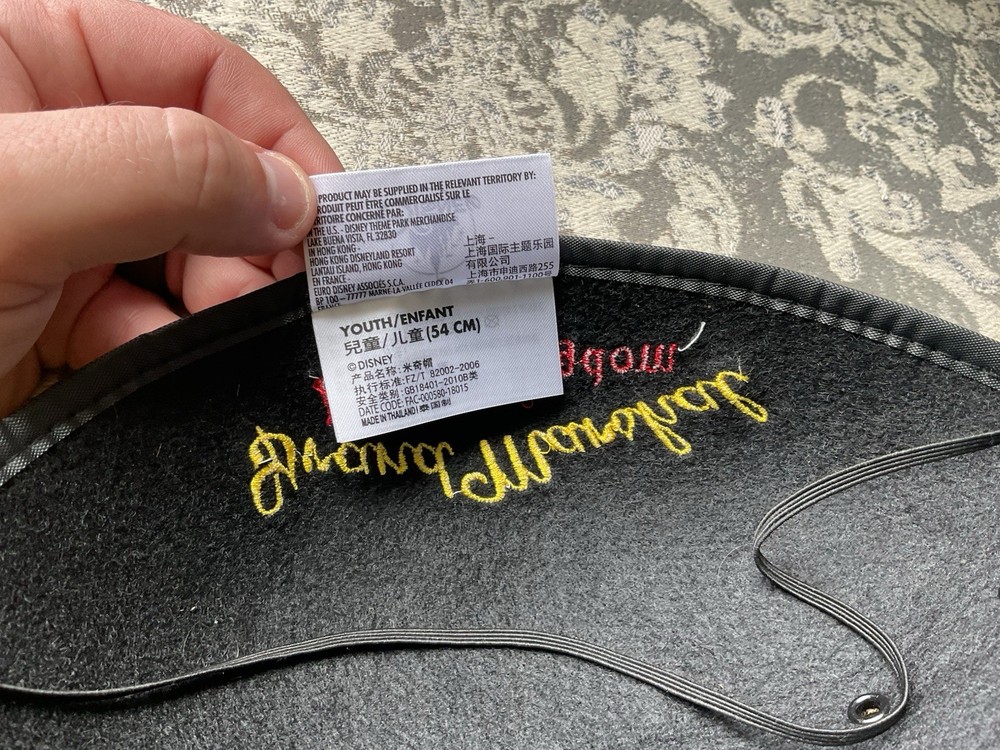 PRODUCT MAY BE SUPPLIED IN THE RELEVANT TERRITORY BY:
PRODUIT PEUT ÊTRE COMMERCIALISÉ SUR LE
TERRITOIRE CONCERNÉ PAR:
IN THE U.S. - DISNEY THEME PARK MERCHANDISE
LAKE BUENA VISTA, FL 32830
IN HONG KONG -
HONG KONG DISNEYLAND RESORT
LANTAU ISLAND, HONG KONG
EN FRANCE -
EURO DISNEY ASSOCIÉS S.C.A.
BP 100 – 77777 MARNE LA VALLÉE CEDEX 04
FRANCE
上海 –
上海国际主题乐园
有限公司
上海市申迪西路255
YOUTH/ENFANT
兒童/儿童(54 CM)
© DISNEY
产品名称: 米奇帽
执行标准: FZ/T 82002-2006
安全类别: GB18401-2010B类
DATE CODE: FAC-000580-18015
MADE IN THAILAND/泰国制